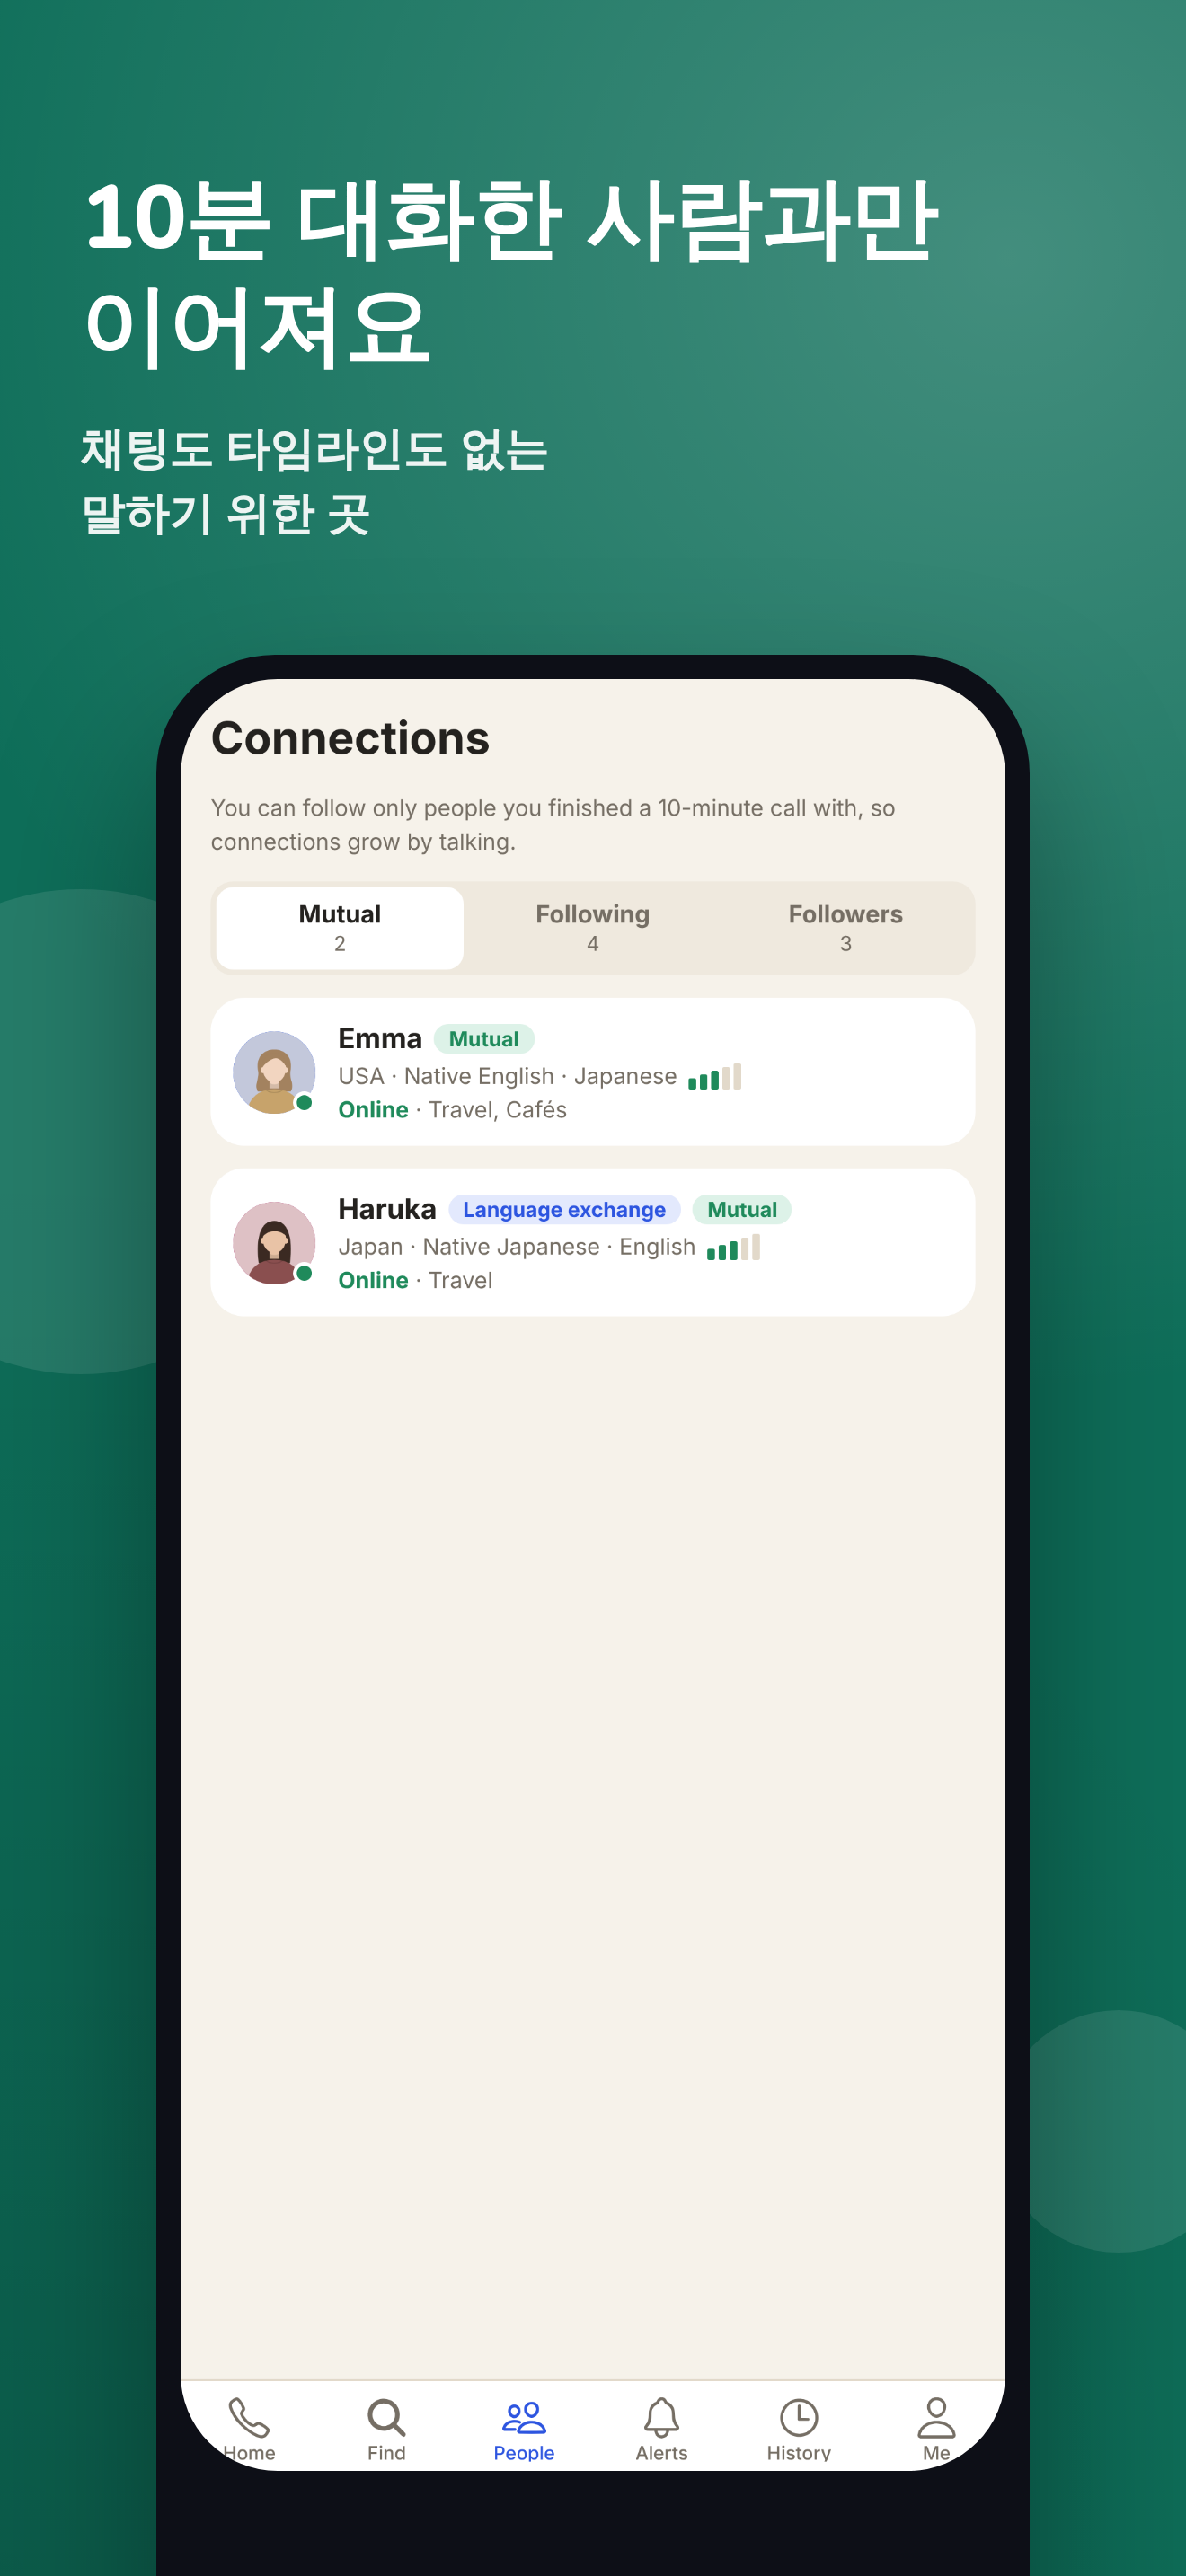 10분 대화한 사람과만
이어져요
채팅도 타임라인도 없는
말하기 위한 곳
Connections
You can follow only people you finished a 10-minute call with, so
connections grow by talking.
Mutual
2
Following
4
Followers
3
Emma Mutual
USA · Native English · Japanese
Online · Travel, Cafés
Haruka Language exchange Mutual
Japan · Native Japanese · English
Online · Travel
Home Find People Alerts History Me